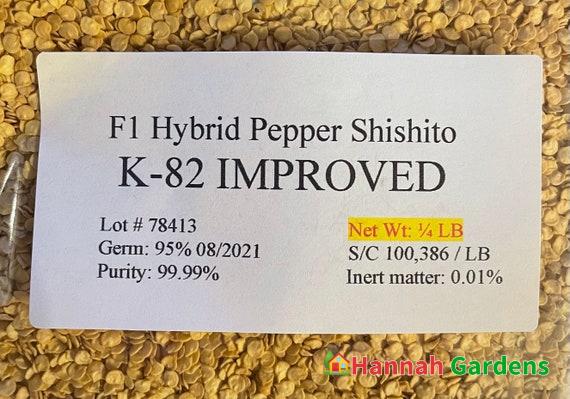 F1 Hybrid Pepper Shishito
K-82 IMPROVED
Lot # 78413
Germ: 95% 08/2021
Purity: 99.99%
Net Wt: ¼ LB
S/C 100,386 / LB
Inert matter: 0.01%
Hannah Gardens